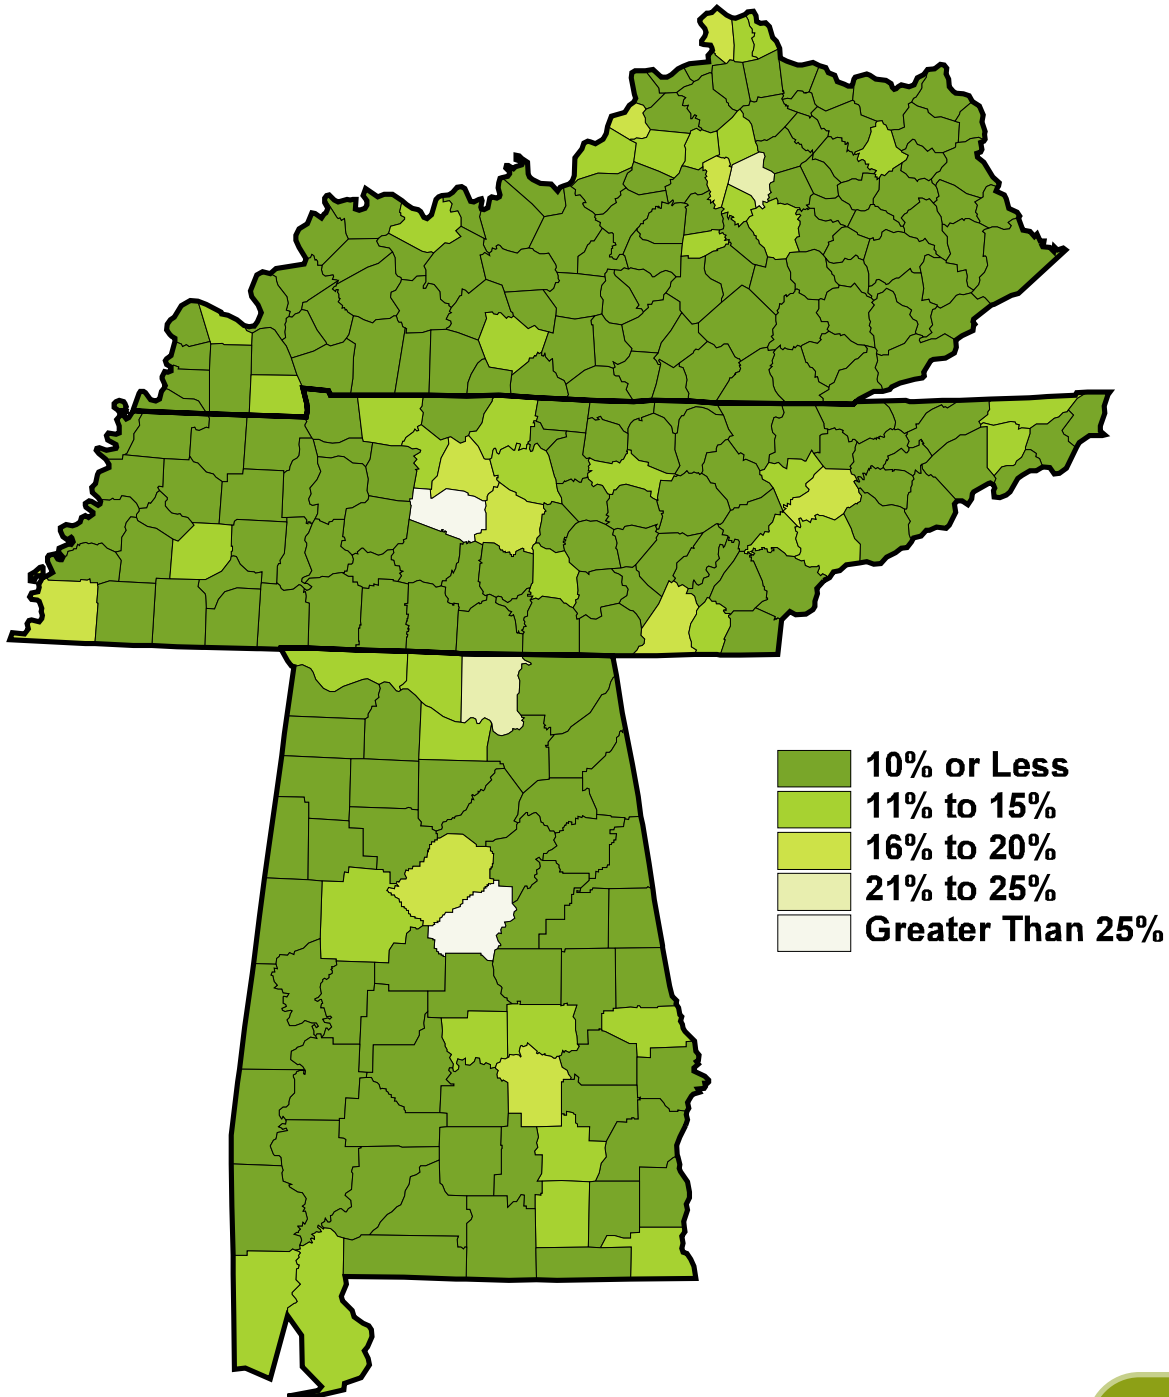 10% or Less
11% to 15%
16% to 20%
21% to 25%
Greater Than 25%